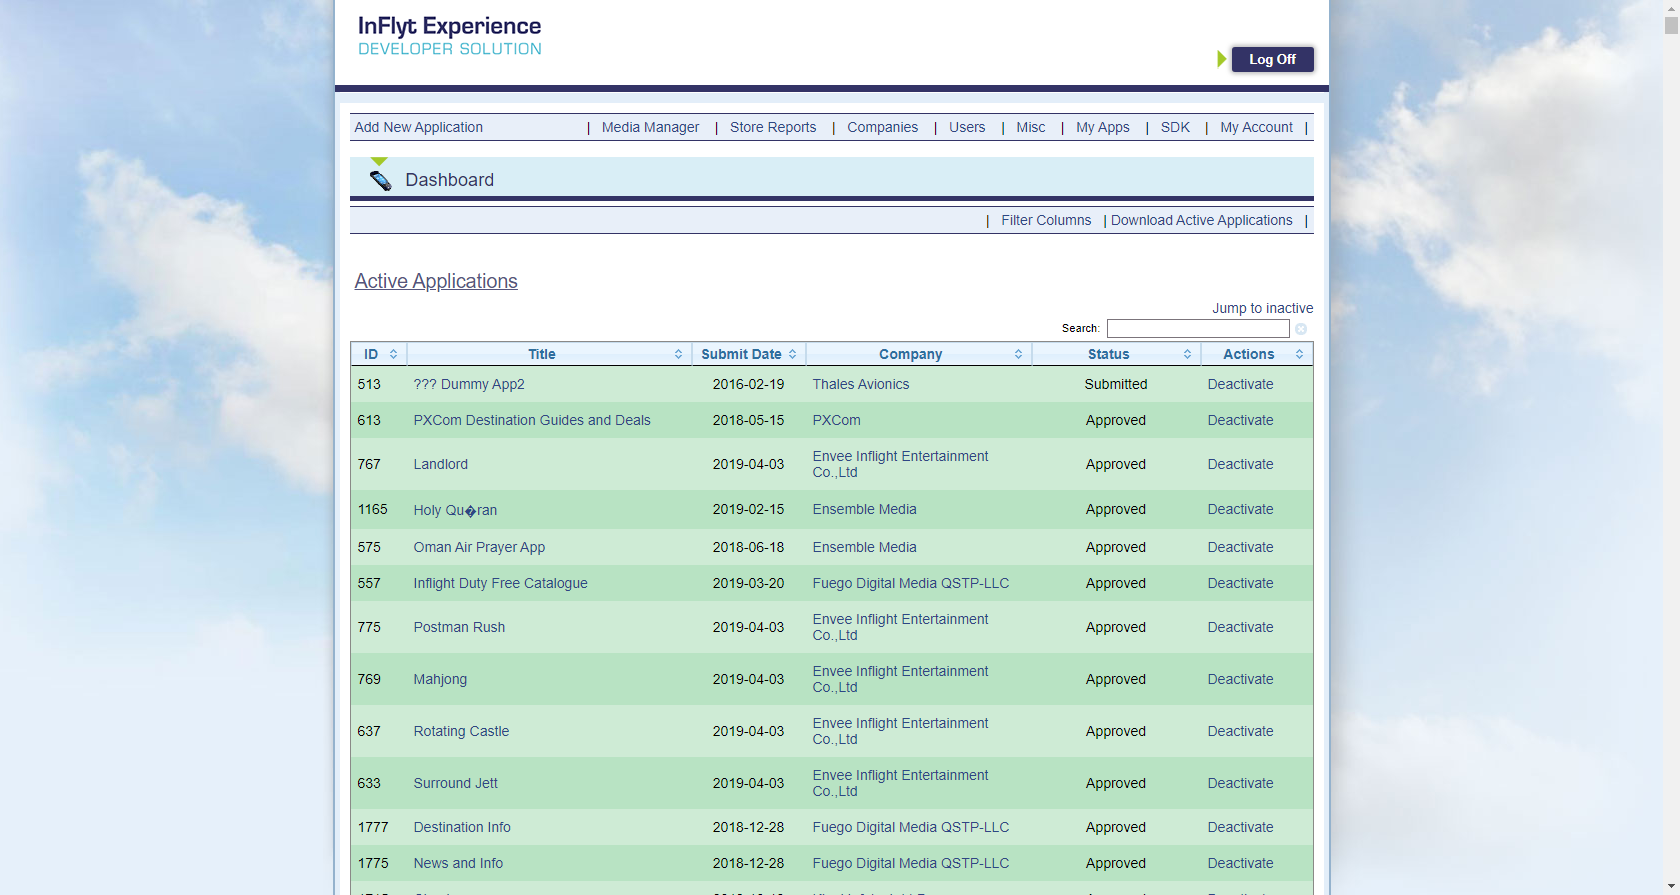 InFlyt Experience
DEVELOPER SOLUTION
Log Off
Add New Application | Media Manager | Store Reports | Companies | Users | Misc | My Apps | SDK | My Account |
Dashboard
| Filter Columns | Download Active Applications |
Active Applications
Jump to inactive
Search:
ID Title Submit Date Company Status Actions
513 ??? Dummy App2 2016-02-19 Thales Avionics Submitted Deactivate
613 PXCom Destination Guides and Deals 2018-05-15 PXCom Approved Deactivate
767 Landlord 2019-04-03 Envee Inflight Entertainment Co.,Ltd Approved Deactivate
1165 Holy Qu�ran 2019-02-15 Ensemble Media Approved Deactivate
575 Oman Air Prayer App 2018-06-18 Ensemble Media Approved Deactivate
557 Inflight Duty Free Catalogue 2019-03-20 Fuego Digital Media QSTP-LLC Approved Deactivate
775 Postman Rush 2019-04-03 Envee Inflight Entertainment Co.,Ltd Approved Deactivate
769 Mahjong 2019-04-03 Envee Inflight Entertainment Co.,Ltd Approved Deactivate
637 Rotating Castle 2019-04-03 Envee Inflight Entertainment Co.,Ltd Approved Deactivate
633 Surround Jett 2019-04-03 Envee Inflight Entertainment Co.,Ltd Approved Deactivate
1777 Destination Info 2018-12-28 Fuego Digital Media QSTP-LLC Approved Deactivate
1775 News and Info 2018-12-28 Fuego Digital Media QSTP-LLC Approved Deactivate